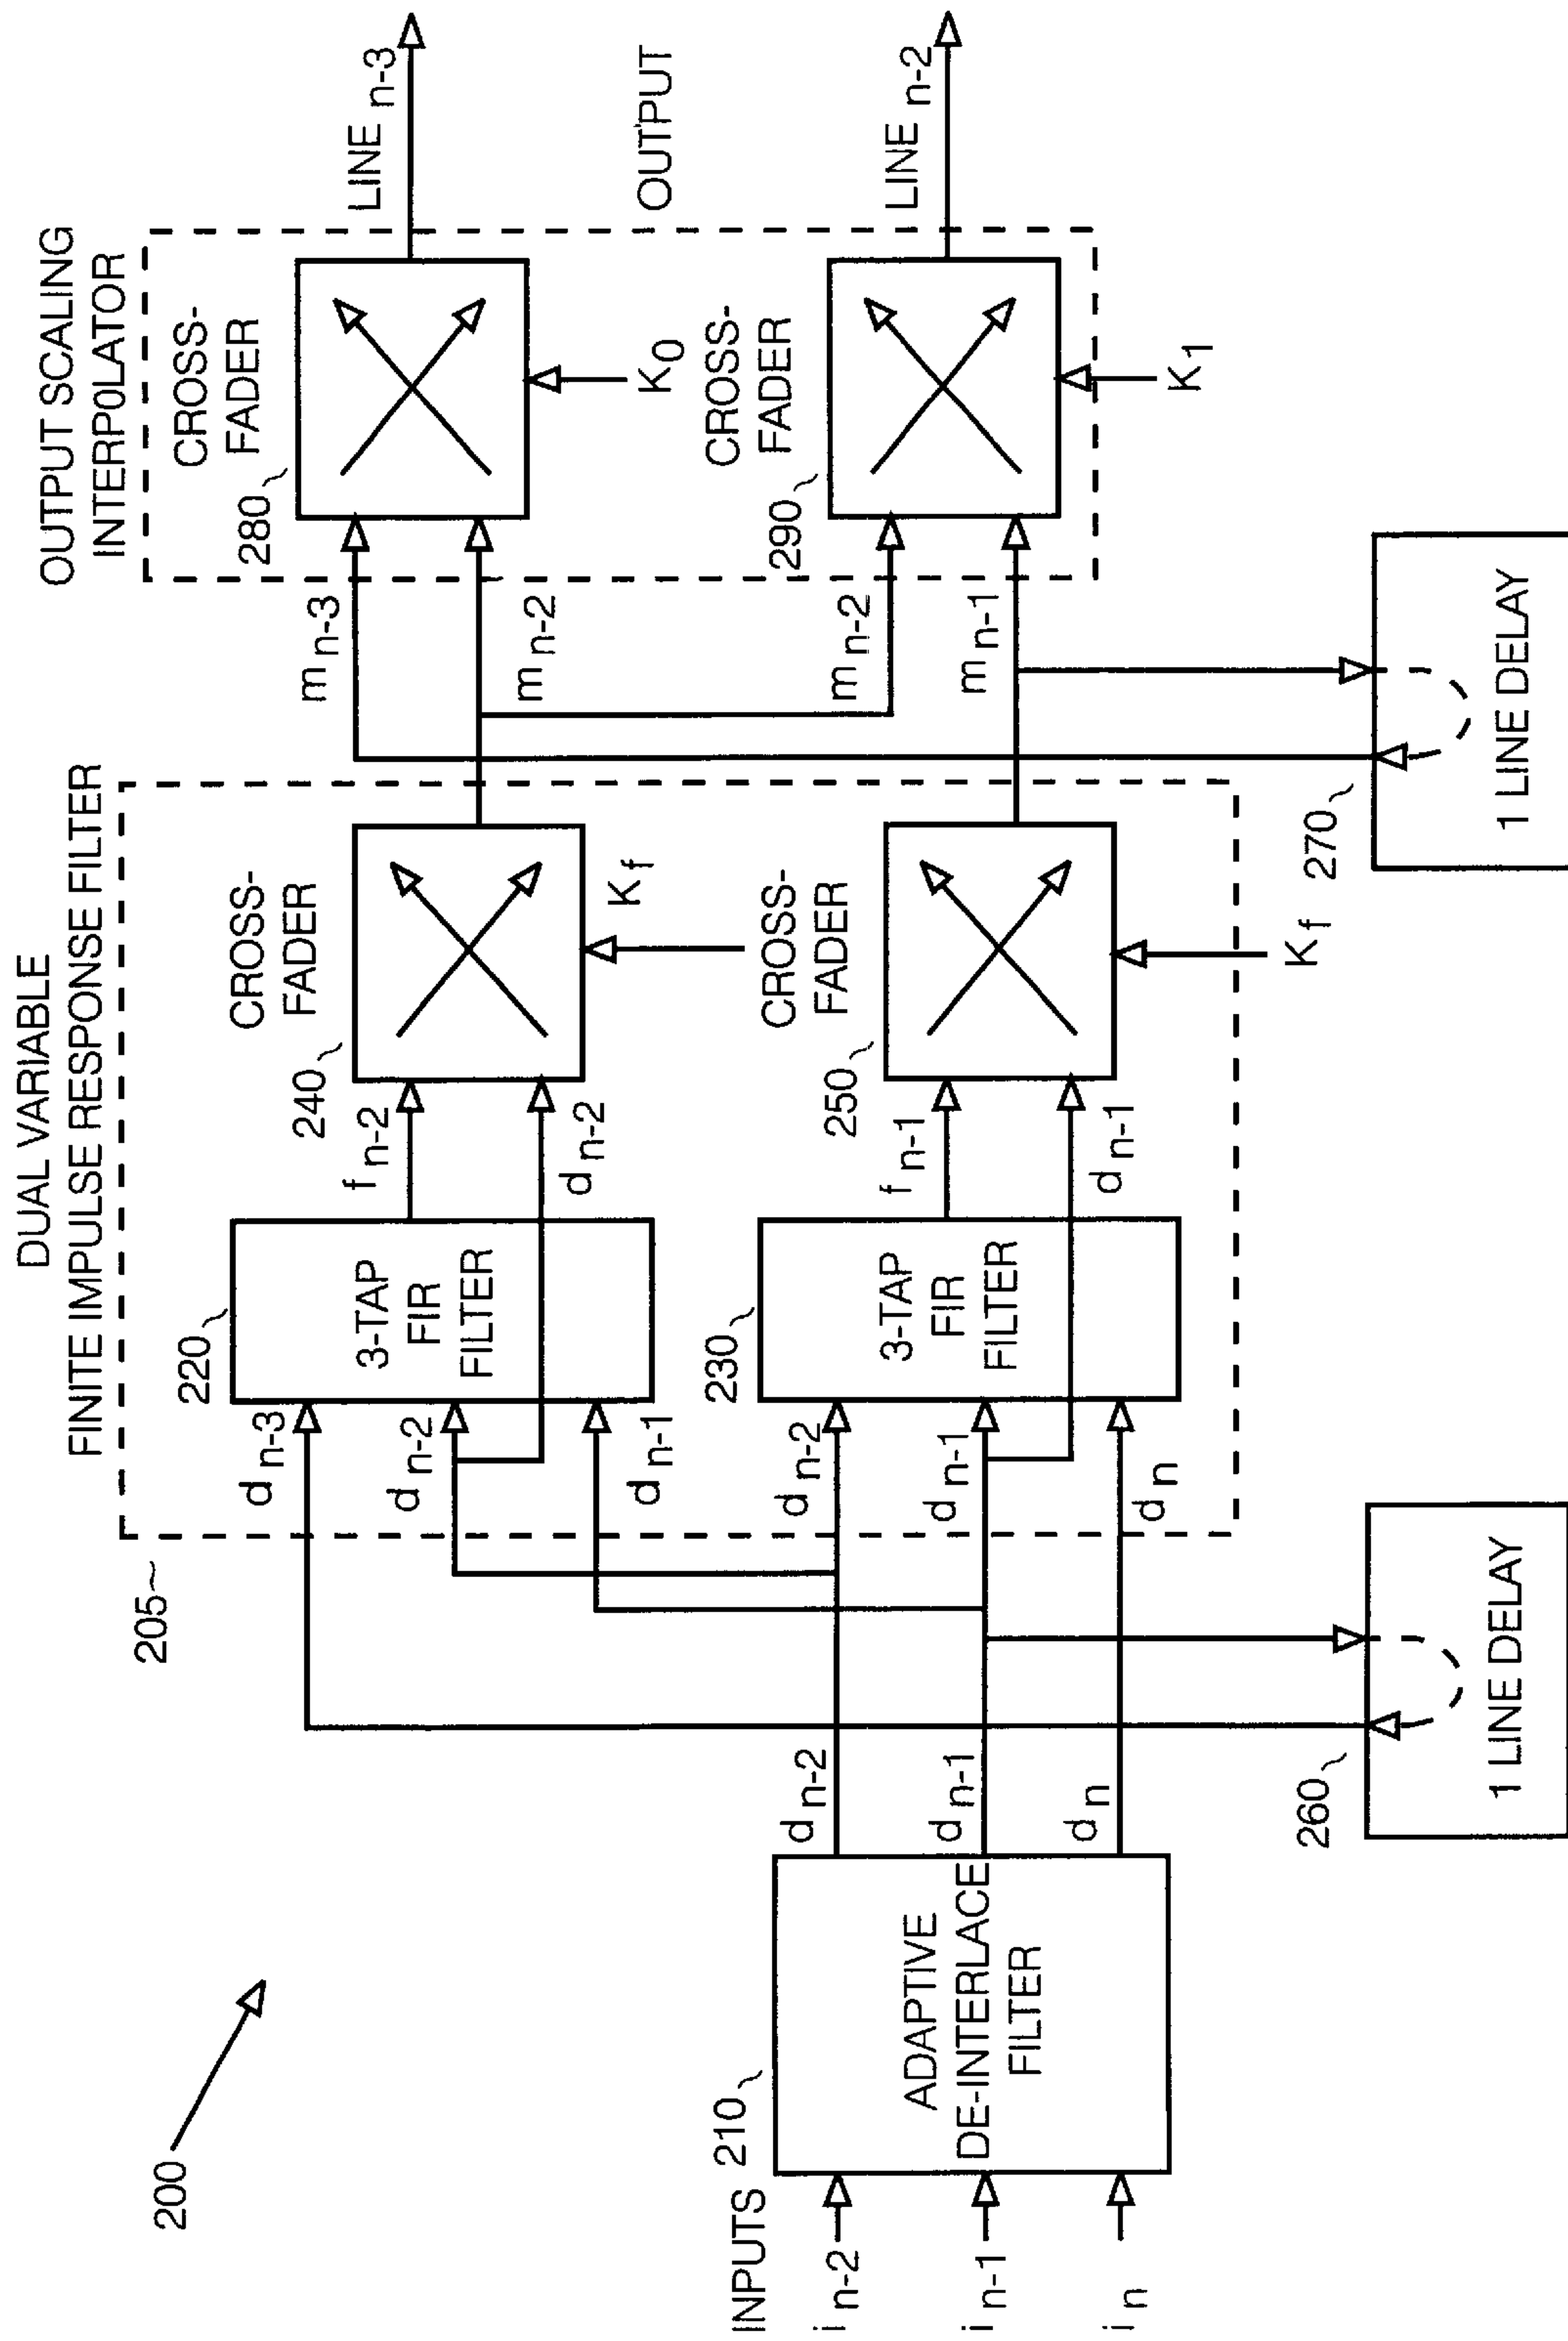 200
INPUTS
i n-2
i n-1
i n
210
ADAPTIVE
DE-INTERLACE
FILTER
d n-2
d n-1
d n
260
1 LINE DELAY
205
DUAL VARIABLE
FINITE IMPULSE RESPONSE FILTER
d n-3
d n-2
d n-1
220
3-TAP
FIR
FILTER
d n-2
d n-1
d n
230
3-TAP
FIR
FILTER
f n-2
d n-2
240
CROSS-
FADER
K f
f n-1
d n-1
250
CROSS-
FADER
K f
270
1 LINE DELAY
OUTPUT SCALING
INTERPOLATOR
m n-3
m n-2
280
CROSS-
FADER
K 0
m n-2
m n-1
290
CROSS-
FADER
K 1
LINE n-3
OUTPUT
LINE n-2